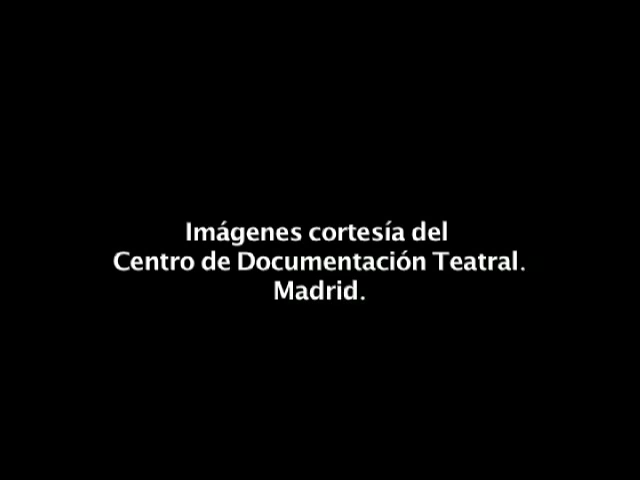 Imágenes cortesía del
Centro de Documentación Teatral.
Madrid.